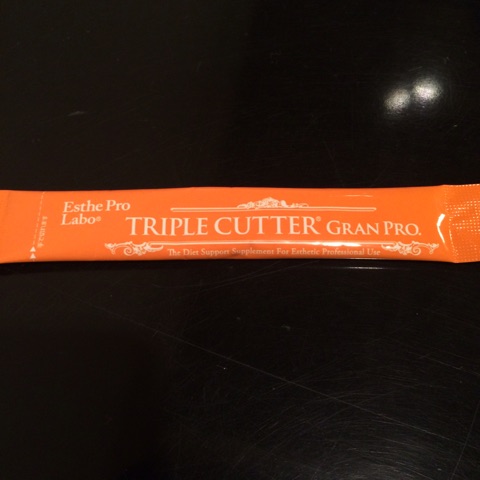 Esthe Pro
Labo®
TRIPLE CUTTER® GRAN PRO.
The Diet Support Supplement For Esthetic Professional Use